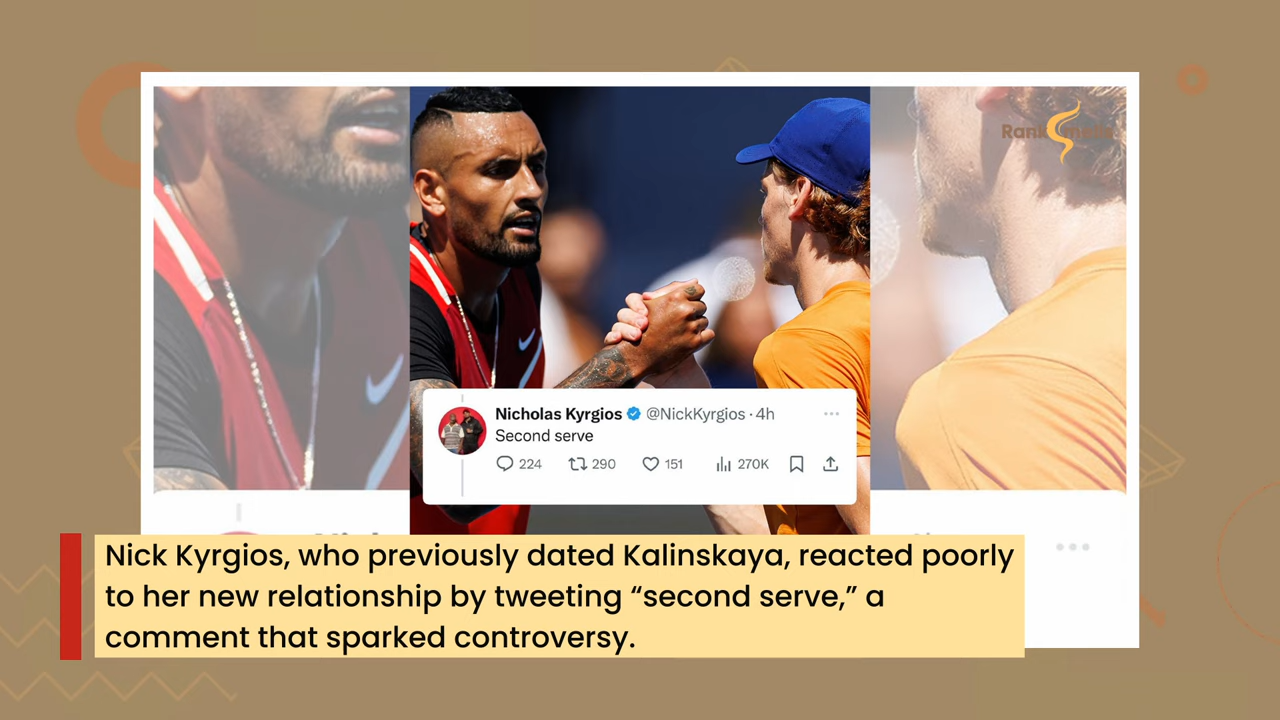 Nicholas Kyrgios @NickKyrgios · 4h
Second serve
224 290 151 270K
Nick Kyrgios, who previously dated Kalinskaya, reacted poorly
to her new relationship by tweeting “second serve,” a
comment that sparked controversy.